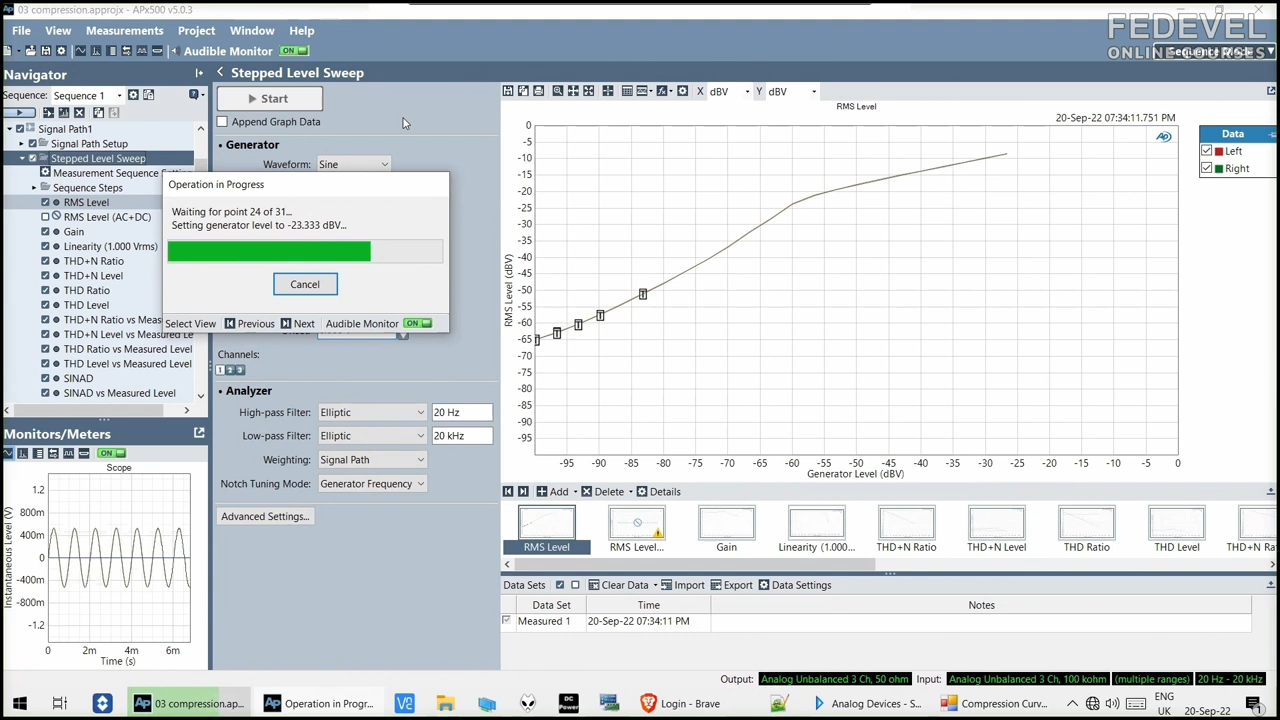 03 compression.approjx - APx500 v5.0.3
FEDEVEL
ONLINE COURSES
File View Measurements Project Window Help
Audible Monitor ON
Sequence Mode
Navigator
Sequence: Sequence 1
Signal Path1
Signal Path Setup
Stepped Level Sweep
Measurement Sequence Setting
Sequence Steps
RMS Level
RMS Level (AC+DC)
Gain
Linearity (1.000 Vrms)
THD+N Ratio
THD+N Level
THD Ratio
THD Level
THD+N Ratio vs Meas
THD+N Level vs Measured Le
THD Ratio vs Measured Level
THD Level vs Measured Level
SINAD
SINAD vs Measured Level
Monitors/Meters
ON
Scope
Instantaneous Level (V)
1.2
800m
400m
0
-400m
-800m
-1.2
0 2m 4m 6m
Time (s)
Stepped Level Sweep
Start
Append Graph Data
Generator
Waveform: Sine
Operation in Progress
Waiting for point 24 of 31...
Setting generator level to -23.333 dBV...
Cancel
Select View Previous Next Audible Monitor ON
Channels:
1 2 3
Analyzer
High-pass Filter: Elliptic 20 Hz
Low-pass Filter: Elliptic 20 kHz
Weighting: Signal Path
Notch Tuning Mode: Generator Frequency
Advanced Settings...
X dBV Y dBV
RMS Level
20-Sep-22 07:34:11.751 PM
RMS Level (dBV)
0
-5
-10
-15
-20
-25
-30
-35
-40
-45
-50
-55
-60
-65
-70
-75
-80
-85
-90
-95
-95 -90 -85 -80 -75 -70 -65 -60 -55 -50 -45 -40 -35 -30 -25 -20 -15 -10 -5 0
Generator Level (dBV)
Data
Left
Right
Add Delete Details
RMS Level RMS Level... Gain Linearity (1.000... THD+N Ratio THD+N Level THD Ratio THD Level THD+N Ra
Data Sets Clear Data Import Export Data Settings
Data Set Time Notes
Measured 1 20-Sep-22 07:34:11 PM
Output: Analog Unbalanced 3 Ch, 50 ohm Input: Analog Unbalanced 3 Ch, 100 kohm (multiple ranges) 20 Hz - 20 kHz
03 compression.ap... Operation in Progr... DC Power Login - Brave Analog Devices - S... Compression Curv...
ENG
UK
20-Sep-22
1